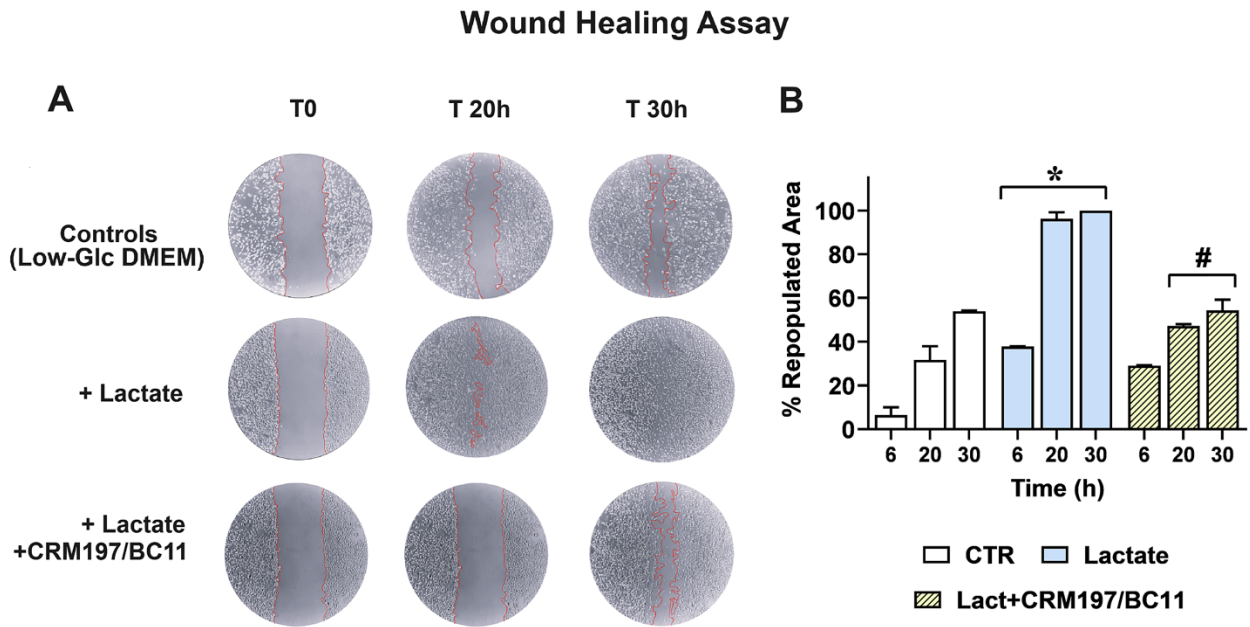 Wound Healing Assay
A
T0
T 20h
T 30h
Controls
(Low-Glc DMEM)
+ Lactate
+ Lactate
+CRM197/BC11
B
% Repopulated Area
100
80
60
40
20
0
*
#
6 20 30 6 20 30 6 20 30
Time (h)
CTR
Lactate
Lact+CRM197/BC11